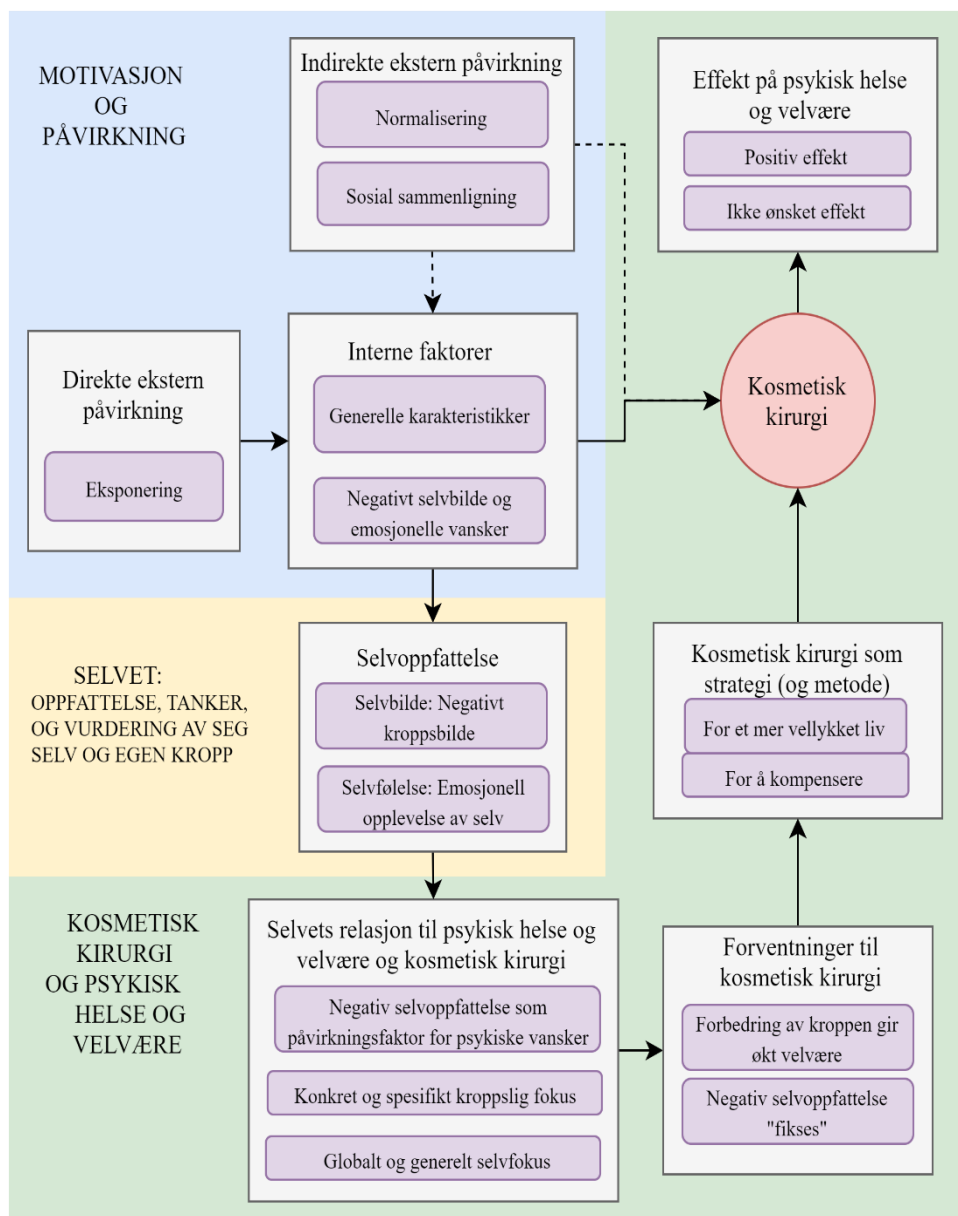 MOTIVASJON
OG
PÅVIRKNING
Indirekte ekstern påvirkning
Normalisering
Sosial sammenligning
Effekt på psykisk helse
og velvære
Positiv effekt
Ikke ønsket effekt
Direkte ekstern
påvirkning
Eksponering
Interne faktorer
Generelle karakteristikker
Negativt selvbilde og
emosjonelle vansker
Kosmetisk
kirurgi
SELVET:
OPPFATTELSE, TANKER,
OG VURDERING AV SEG
SELV OG EGEN KROPP
Selvoppfattelse
Selvbilde: Negativt
kroppsbilde
Selvfølelse: Emosjonell
opplevelse av selv
Kosmetisk kirurgi som
strategi (og metode)
For et mer vellykket liv
For å kompensere
KOSMETISK
KIRURGI
OG PSYKISK
HELSE OG
VELVÆRE
Selvets relasjon til psykisk helse og
velvære og kosmetisk kirurgi
Negativ selvoppfattelse som
påvirkningsfaktor for psykiske vansker
Konkret og spesifikt kroppslig fokus
Globalt og generelt selvfokus
Forventninger til
kosmetisk kirurgi
Forbedring av kroppen gir
økt velvære
Negativ selvoppfattelse
"fikses"